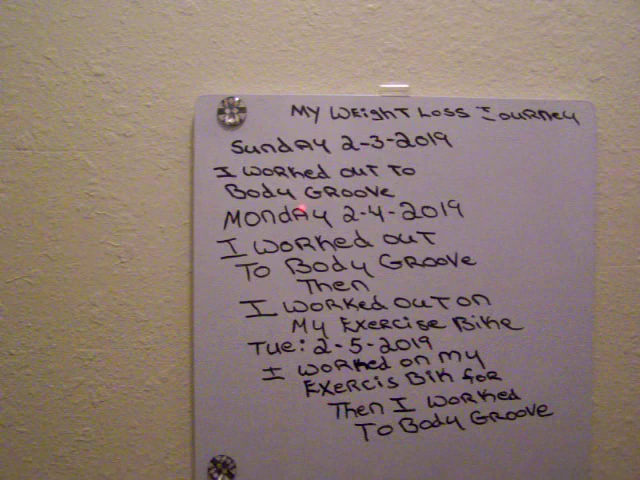 My Weight Loss Journey
Sunday 2-3-2019
I worked out to
Body Groove
Monday 2-4-2019
I worked out
To Body Groove
Then
I worked out on
My Exercise Bike
Tue: 2-5-2019
I worked on my
Exercis Bik for
Then I worked
To Body Groove